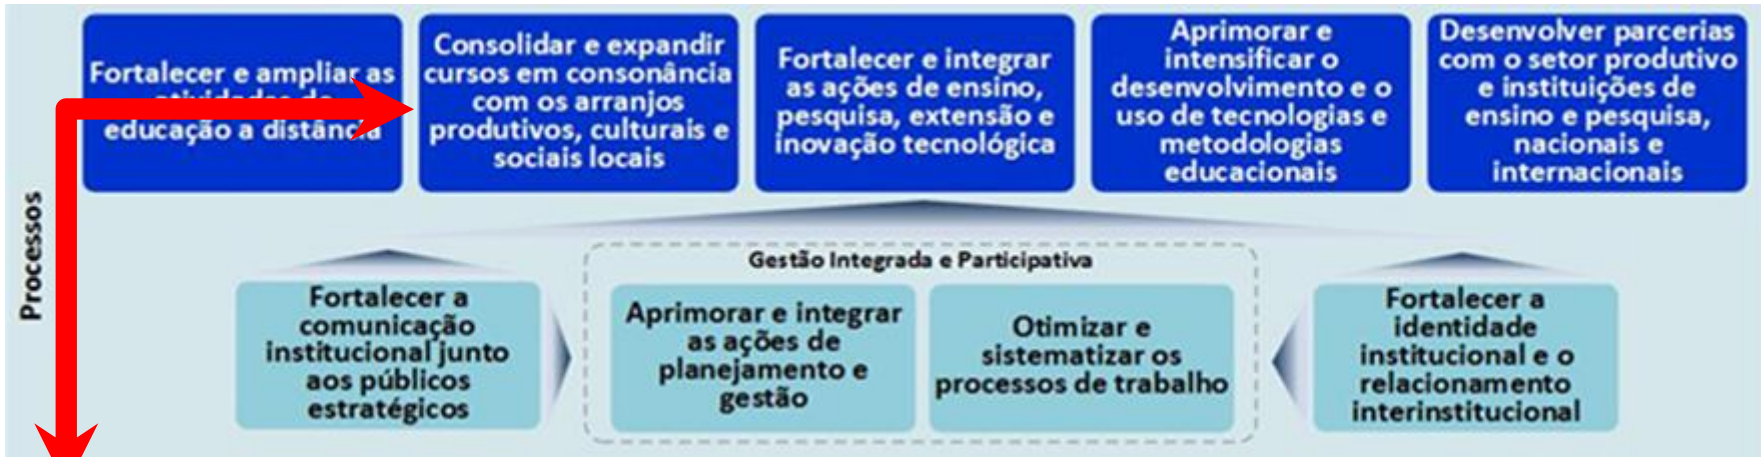 Processos
Fortalecer e ampliar as
atividades de
educação a distância
Consolidar e expandir
cursos em consonância
com os arranjos
produtivos, culturais e
sociais locais
Fortalecer e integrar
as ações de ensino,
pesquisa, extensão e
inovação tecnológica
Aprimorar e
intensificar o
desenvolvimento e o
uso de tecnologias e
metodologias
educacionais
Desenvolver parcerias
com o setor produtivo
e instituições de
ensino e pesquisa,
nacionais e
internacionais
Fortalecer a
comunicação
institucional junto
aos públicos
estratégicos
Gestão Integrada e Participativa
Aprimorar e integrar
as ações de
planejamento e
gestão
Otimizar e
sistematizar os
processos de trabalho
Fortalecer a
identidade
institucional e o
relacionamento
interinstitucional